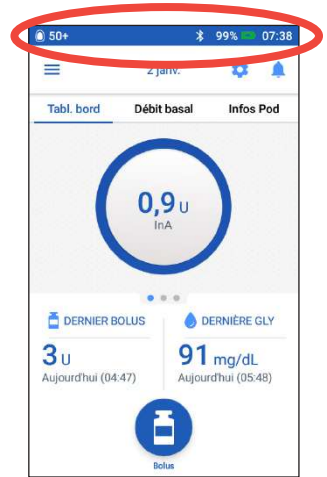 50+ 99% 07:38
2 janv.
Tabl. bord Débit basal Infos Pod
0,9 U
InA
DERNIER BOLUS DERNIÈRE GLY
3 U 91 mg/dL
Aujourd'hui (04:47) Aujourd'hui (05:48)
Bolus